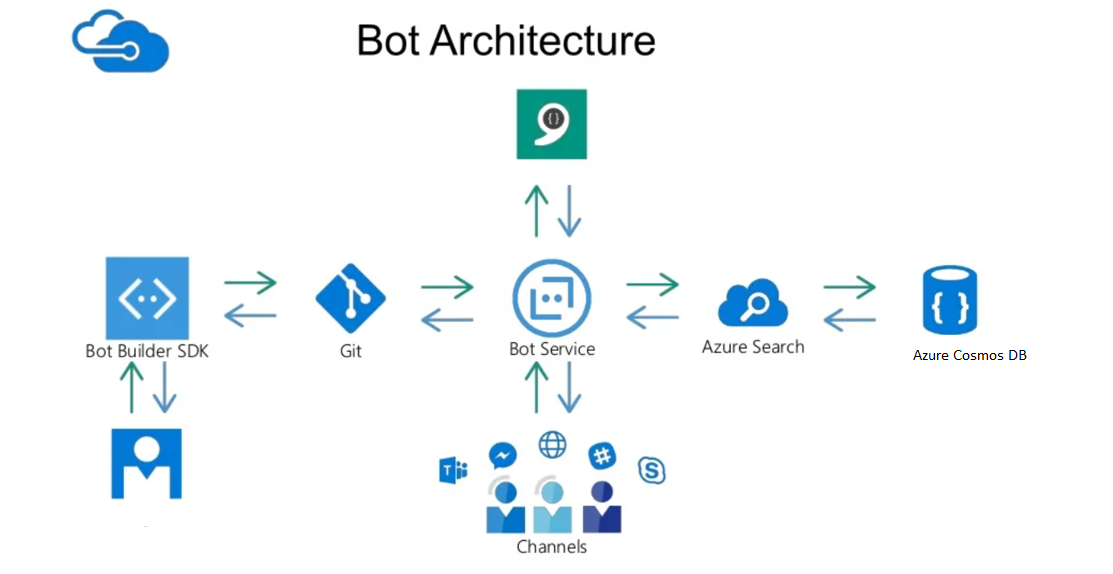 Bot Architecture
{}
Bot Builder SDK
Git
Bot Service
Azure Search
{ }
Azure Cosmos DB
T
S
Channels